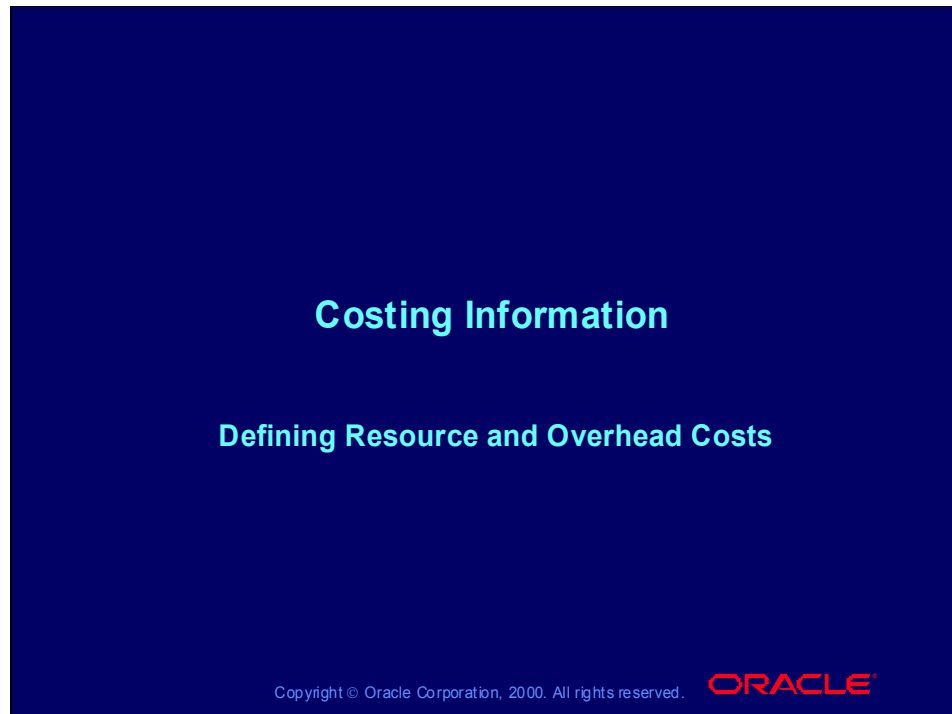 Costing Information
Defining Resource and Overhead Costs
Copyright © Oracle Corporation, 2000. All rights reserved.
ORACLE®